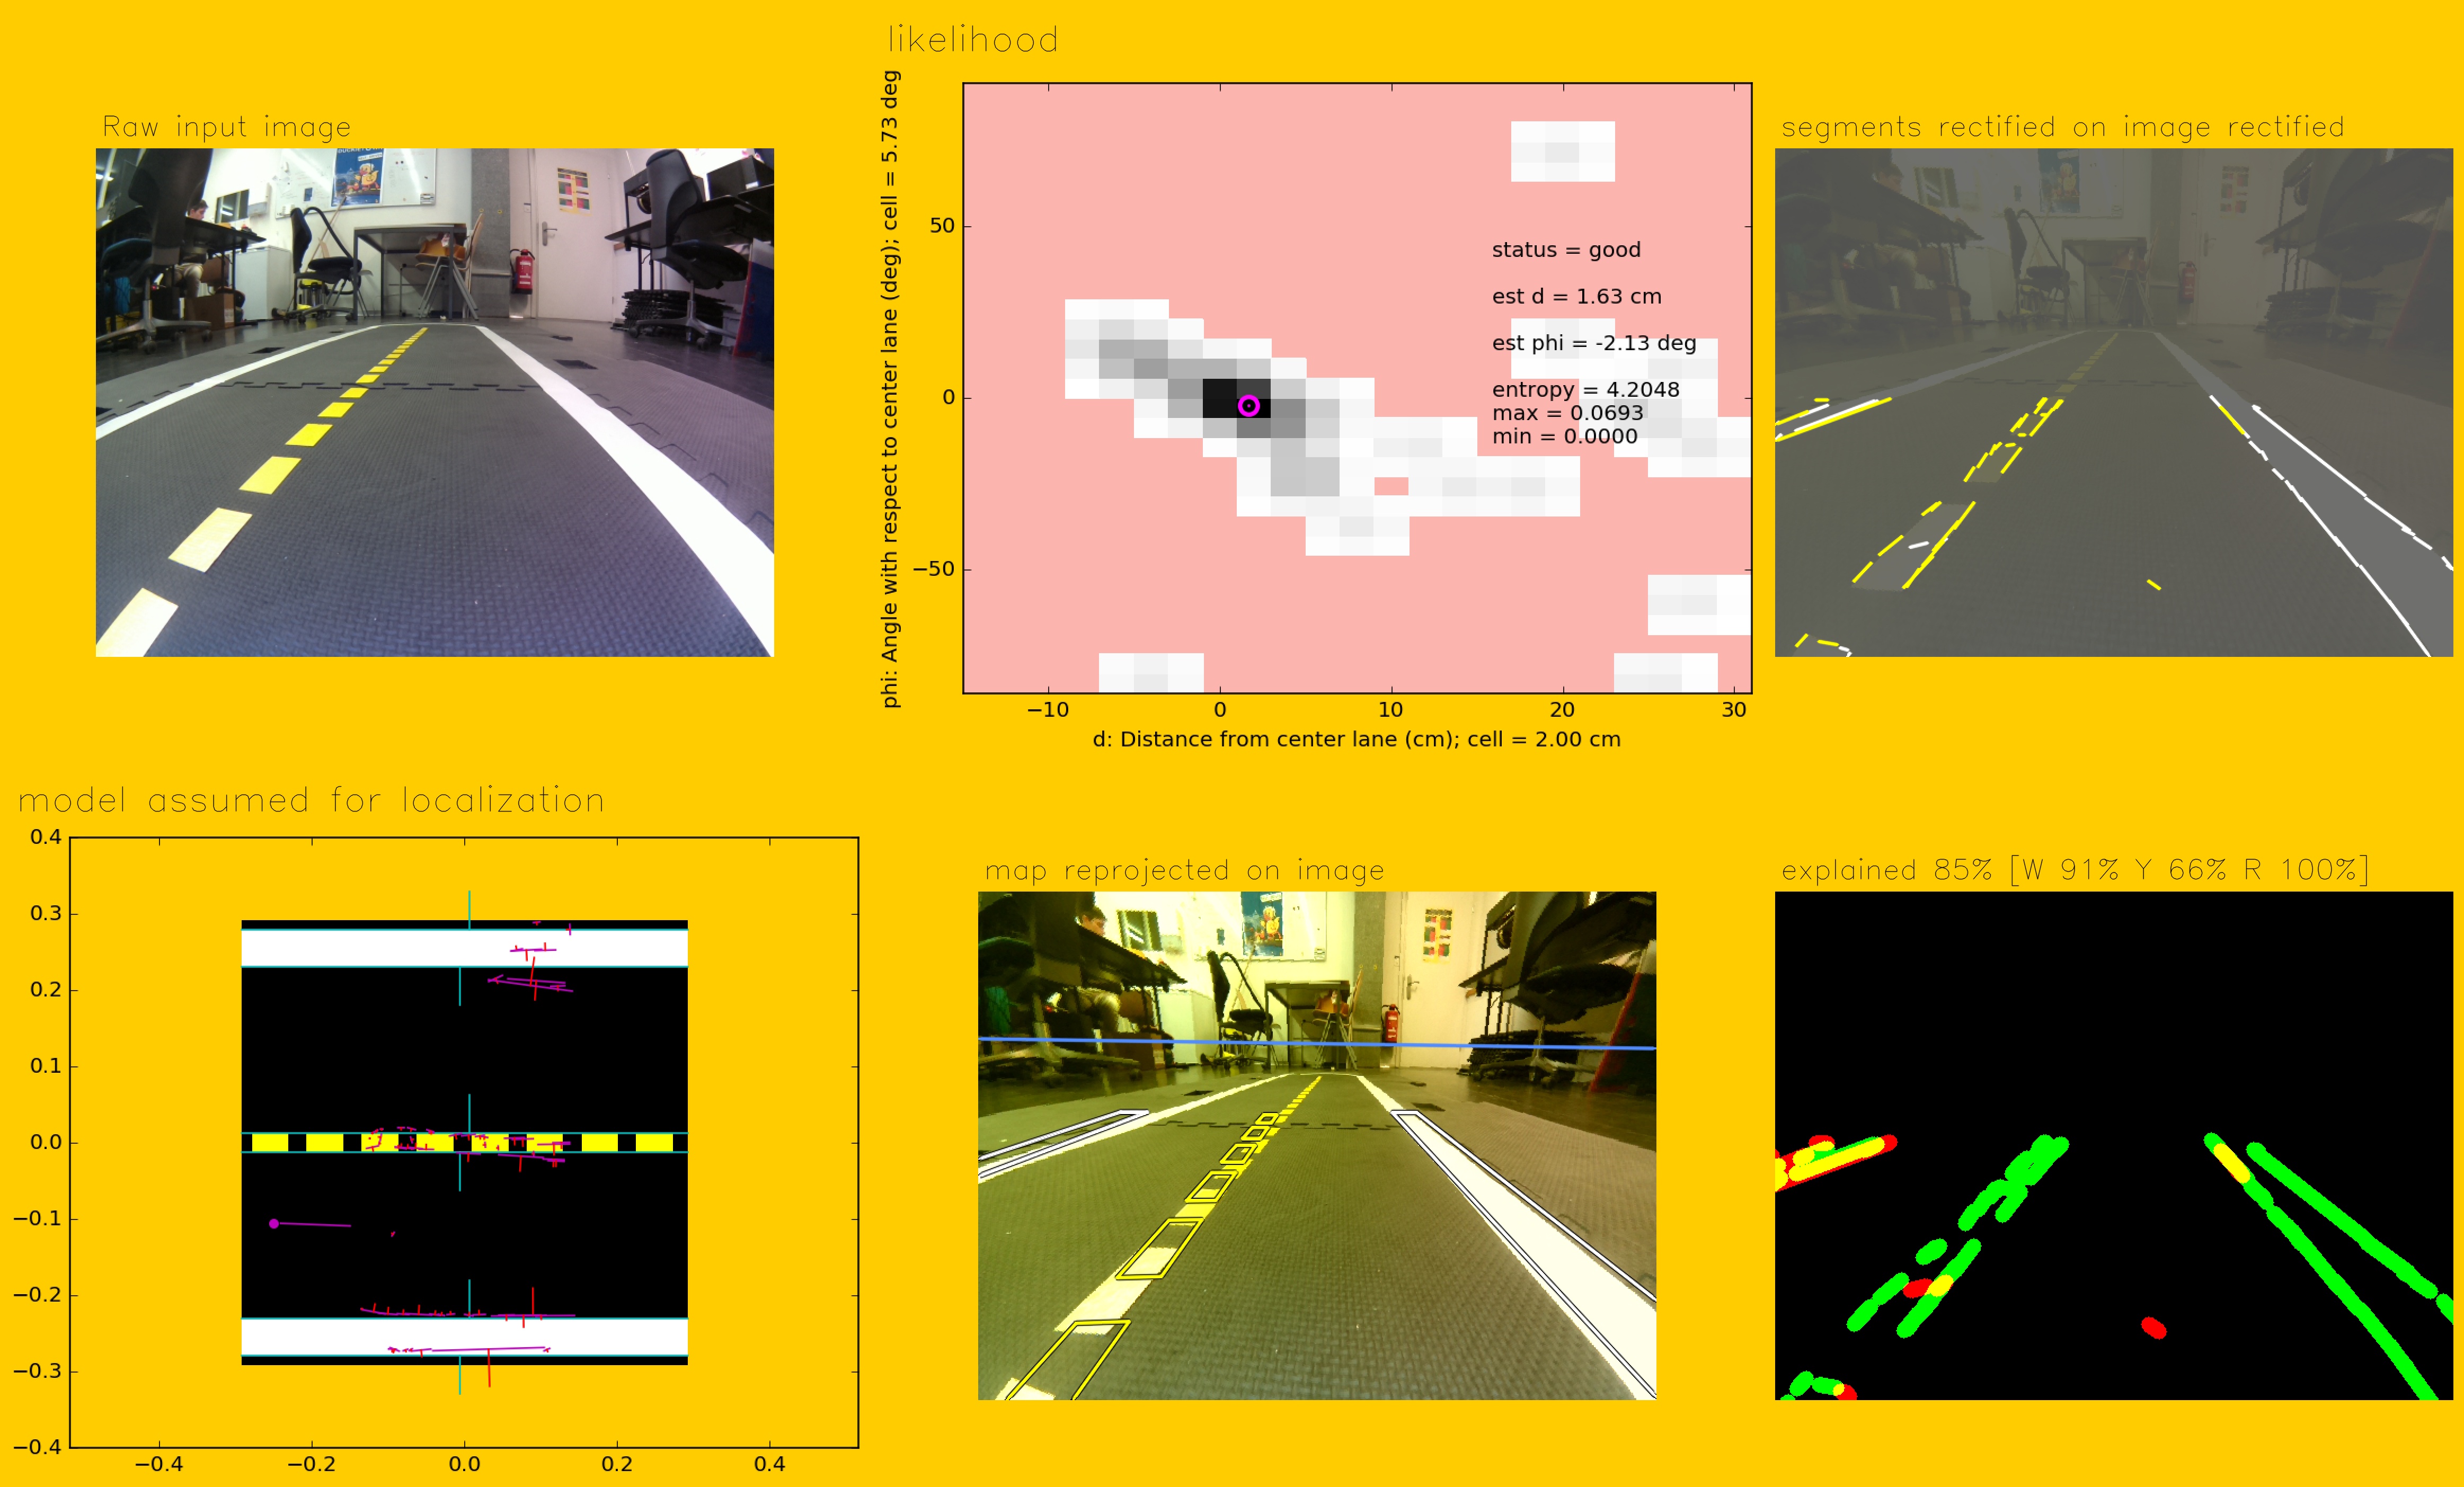 likelihood
Raw input image
segments rectified on image rectified
phi: Angle with respect to center lane (deg); cell = 5.73 deg
50
0
−50
status = good
est d = 1.63 cm
est phi = -2.13 deg
entropy = 4.2048
max = 0.0693
min = 0.0000
−10
0
10
20
30
d: Distance from center lane (cm); cell = 2.00 cm
model assumed for localization
0.4
0.3
0.2
0.1
0.0
−0.1
−0.2
−0.3
−0.4
−0.4
−0.2
0.0
0.2
0.4
map reprojected on image
explained 85% [W 91% Y 66% R 100%]